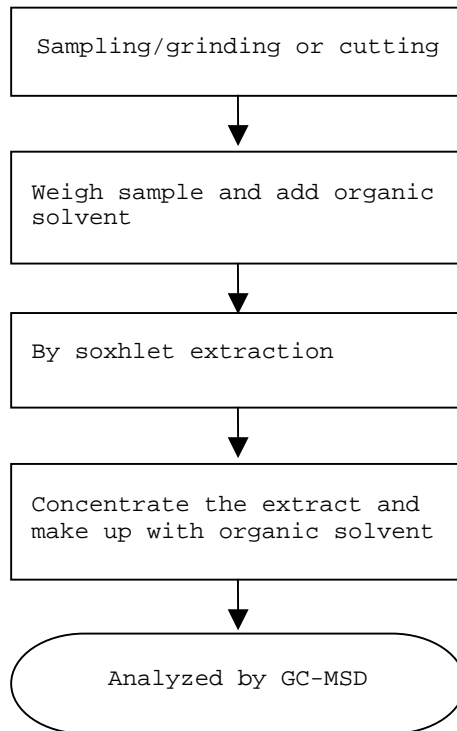 Sampling/grinding or cutting
Weigh sample and add organic
solvent
By soxhlet extraction
Concentrate the extract and
make up with organic solvent
Analyzed by GC-MSD